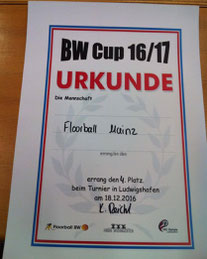 BW Cup 16/17
URKUNDE
Die Mannschaft
Floorball Mainz
errang den 4. Platz
beim Turnier in Ludwigshafen
am 18.12.2016
Floorball BW